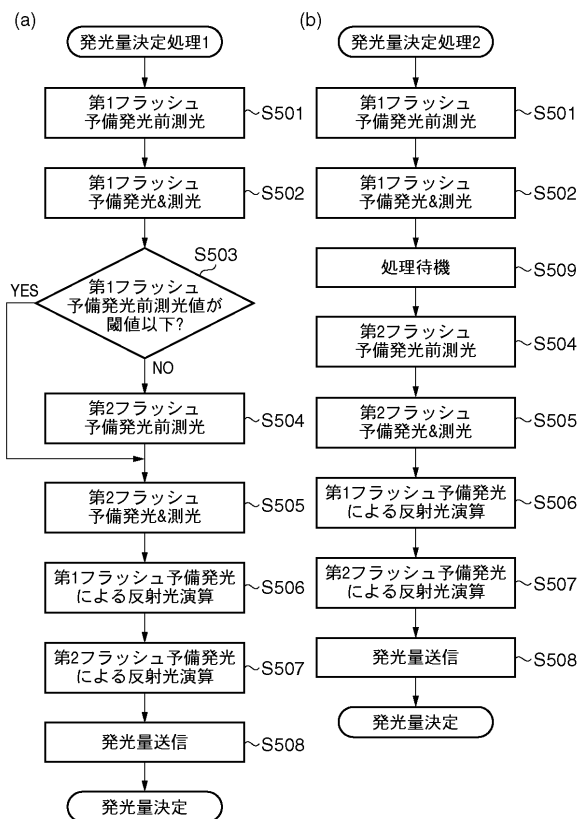 (a)
発光量決定処理1
第1フラッシュ
予備発光前測光
S501
第1フラッシュ
予備発光&測光
S502
S503
第1フラッシュ
予備発光前測光値が
閾値以下?
YES
NO
第2フラッシュ
予備発光前測光
S504
第2フラッシュ
予備発光&測光
S505
第1フラッシュ予備発光
による反射光演算
S506
第2フラッシュ予備発光
による反射光演算
S507
発光量送信
S508
発光量決定
(b)
発光量決定処理2
第1フラッシュ
予備発光前測光
S501
第1フラッシュ
予備発光&測光
S502
処理待機
S509
第2フラッシュ
予備発光前測光
S504
第2フラッシュ
予備発光&測光
S505
第1フラッシュ予備発光
による反射光演算
S506
第2フラッシュ予備発光
による反射光演算
S507
発光量送信
S508
発光量決定